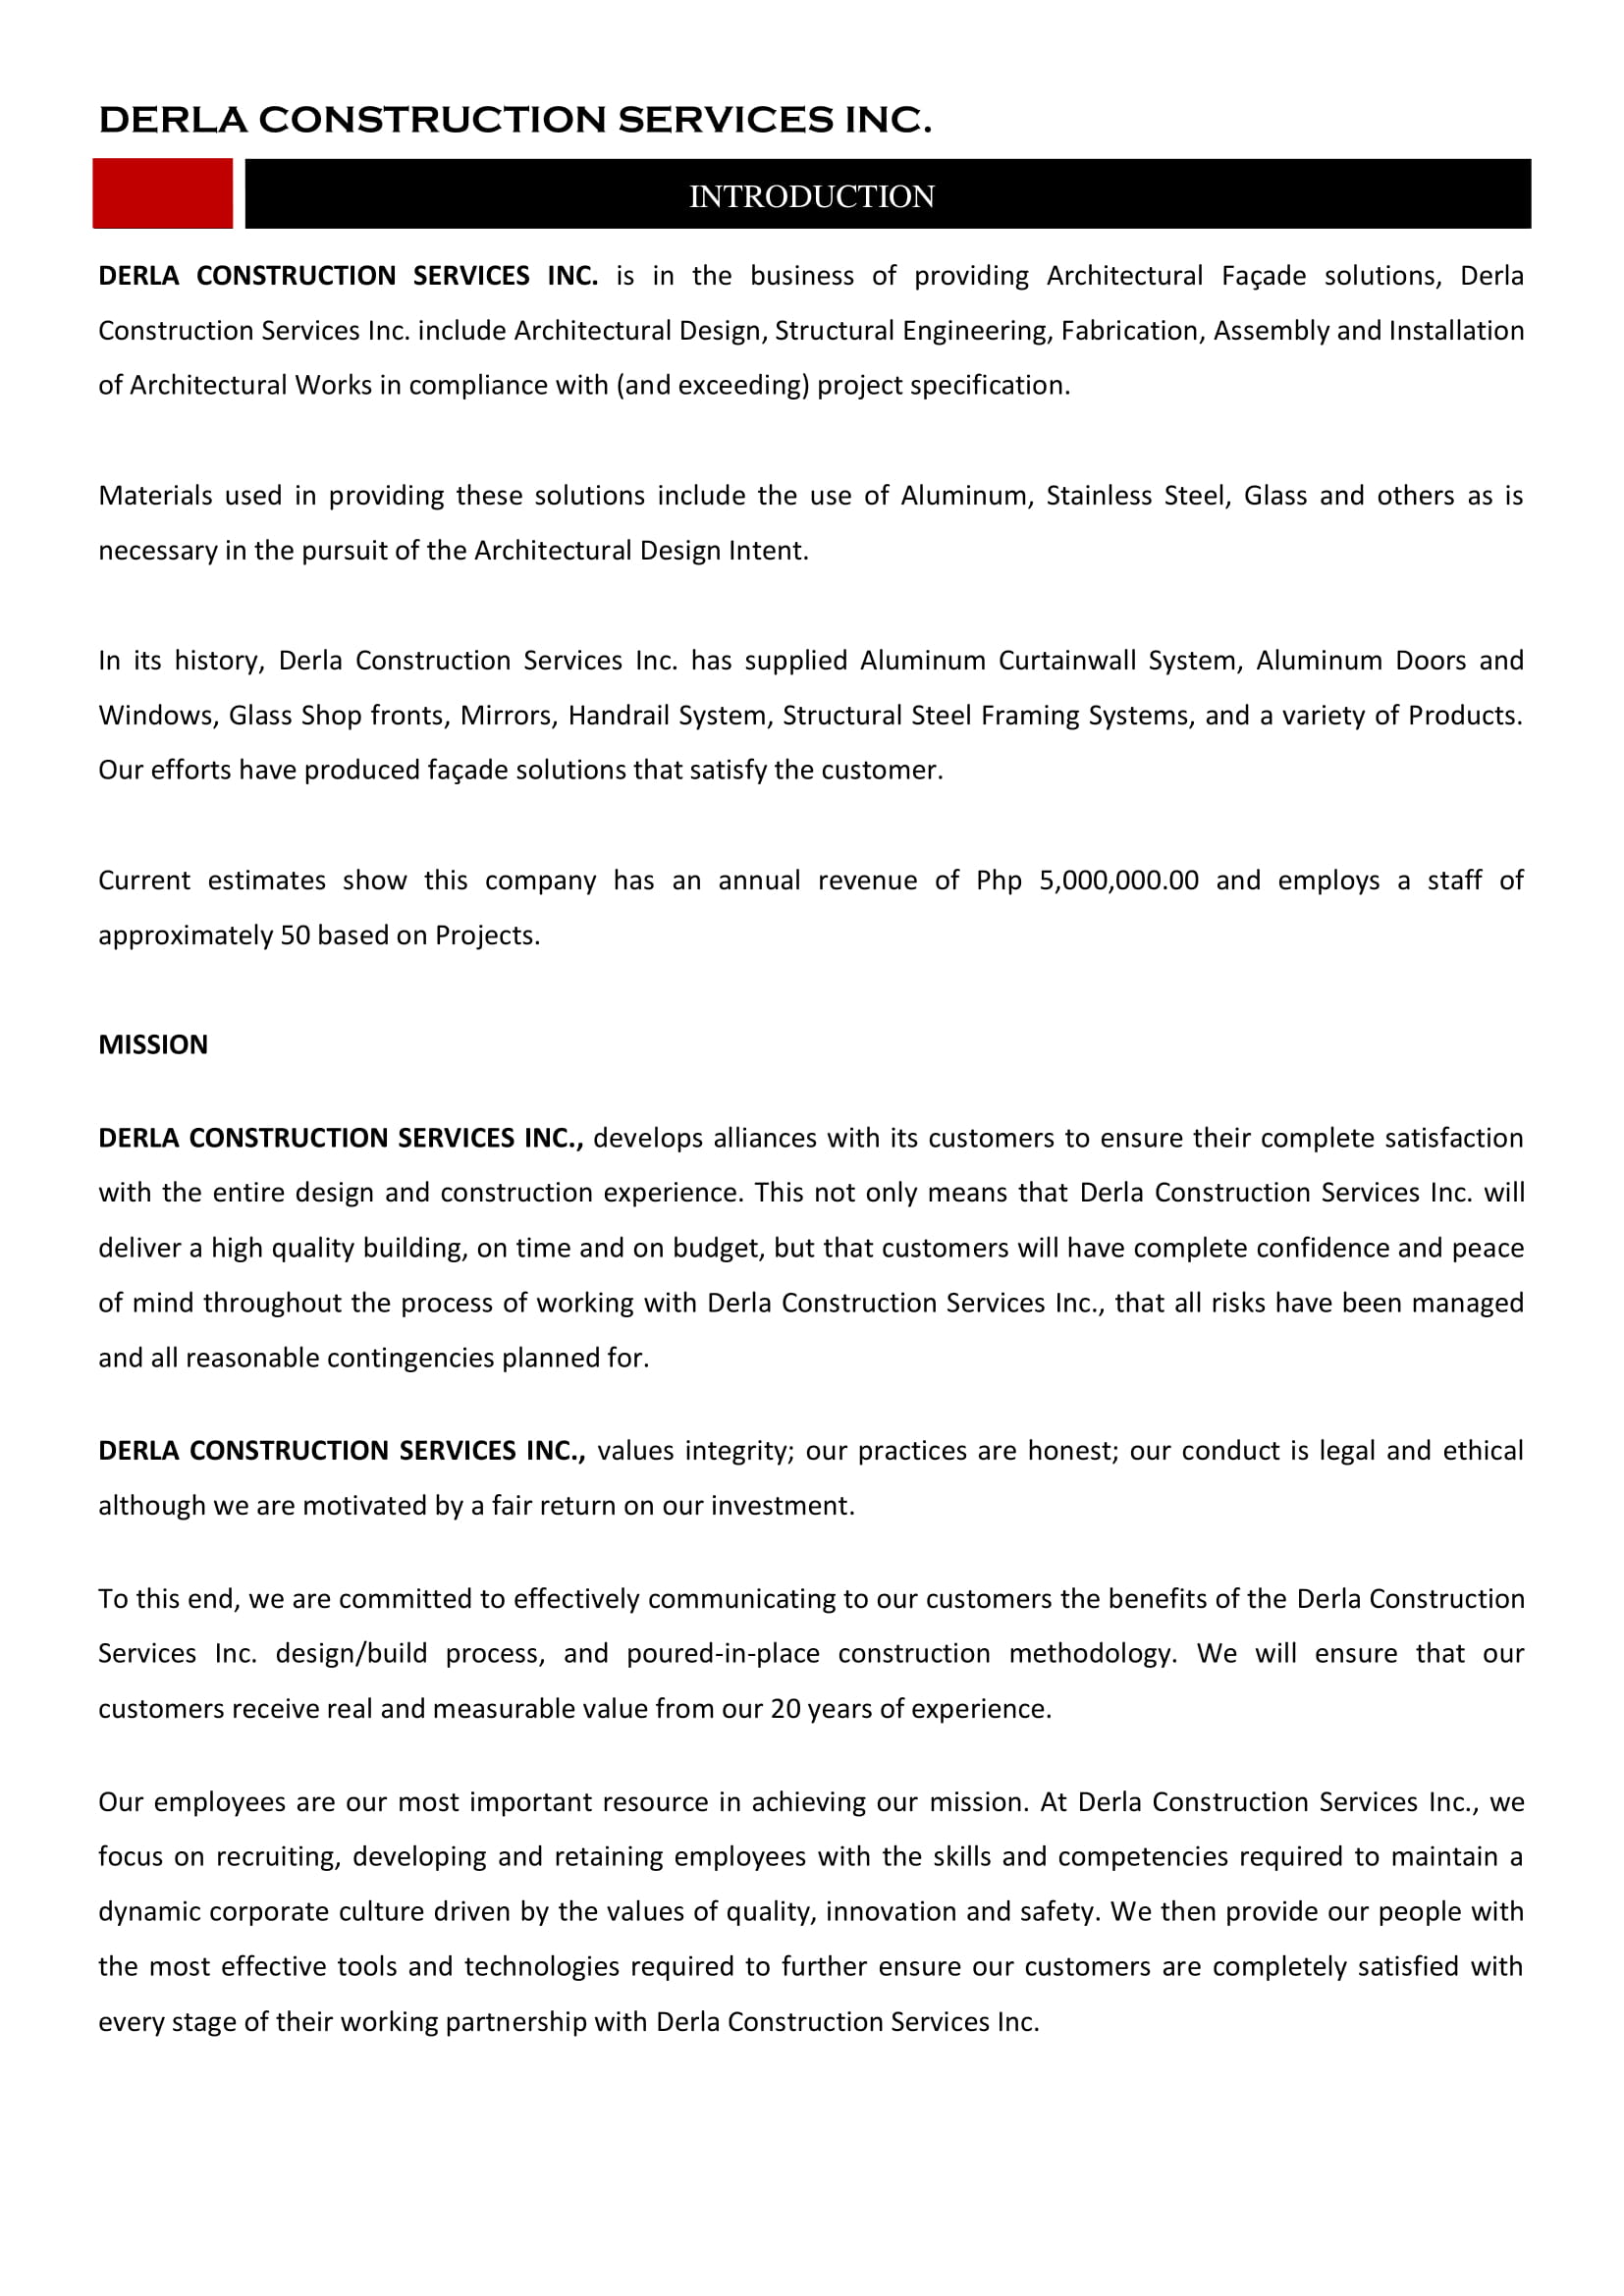 DERLA CONSTRUCTION SERVICES INC.
INTRODUCTION
DERLA CONSTRUCTION SERVICES INC. is in the business of providing Architectural Façade solutions, Derla
Construction Services Inc. include Architectural Design, Structural Engineering, Fabrication, Assembly and Installation
of Architectural Works in compliance with (and exceeding) project specification.
Materials used in providing these solutions include the use of Aluminum, Stainless Steel, Glass and others as is
necessary in the pursuit of the Architectural Design Intent.
In its history, Derla Construction Services Inc. has supplied Aluminum Curtainwall System, Aluminum Doors and
Windows, Glass Shop fronts, Mirrors, Handrail System, Structural Steel Framing Systems, and a variety of Products.
Our efforts have produced façade solutions that satisfy the customer.
Current estimates show this company has an annual revenue of Php 5,000,000.00 and employs a staff of
approximately 50 based on Projects.
MISSION
DERLA CONSTRUCTION SERVICES INC., develops alliances with its customers to ensure their complete satisfaction
with the entire design and construction experience. This not only means that Derla Construction Services Inc. will
deliver a high quality building, on time and on budget, but that customers will have complete confidence and peace
of mind throughout the process of working with Derla Construction Services Inc., that all risks have been managed
and all reasonable contingencies planned for.
DERLA CONSTRUCTION SERVICES INC., values integrity; our practices are honest; our conduct is legal and ethical
although we are motivated by a fair return on our investment.
To this end, we are committed to effectively communicating to our customers the benefits of the Derla Construction
Services Inc. design/build process, and poured-in-place construction methodology. We will ensure that our
customers receive real and measurable value from our 20 years of experience.
Our employees are our most important resource in achieving our mission. At Derla Construction Services Inc., we
focus on recruiting, developing and retaining employees with the skills and competencies required to maintain a
dynamic corporate culture driven by the values of quality, innovation and safety. We then provide our people with
the most effective tools and technologies required to further ensure our customers are completely satisfied with
every stage of their working partnership with Derla Construction Services Inc.